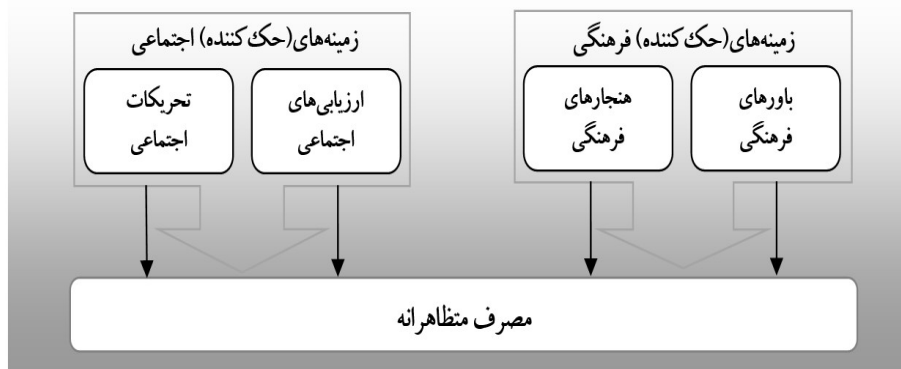 زمینه‌های(حک‌کننده) فرهنگی
باورهای
فرهنگی
هنجارهای
فرهنگی
زمینه‌های(حک‌کننده) اجتماعی
ارزیابی‌های
اجتماعی
تحریکات
اجتماعی
مصرف متظاهرانه